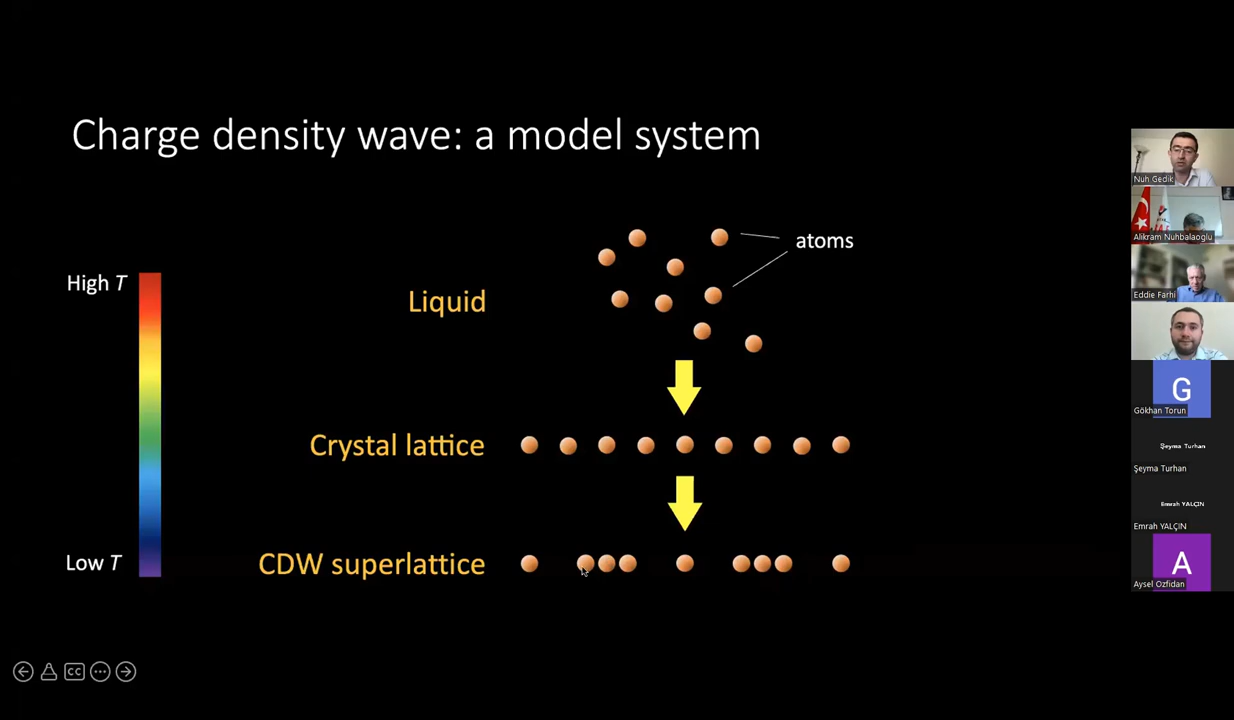 Charge density wave: a model system
atoms
High T
Liquid
Crystal lattice
Low T
CDW superlattice
CC
Nuh Gedik
Alikram Nuhbalaoglu
Eddie Farhi
G
Gökhan Torun
Şeyma Turhan
Şeyma Turhan
Emrah YALÇIN
Emrah YALÇIN
A
Aysel Ozfidan